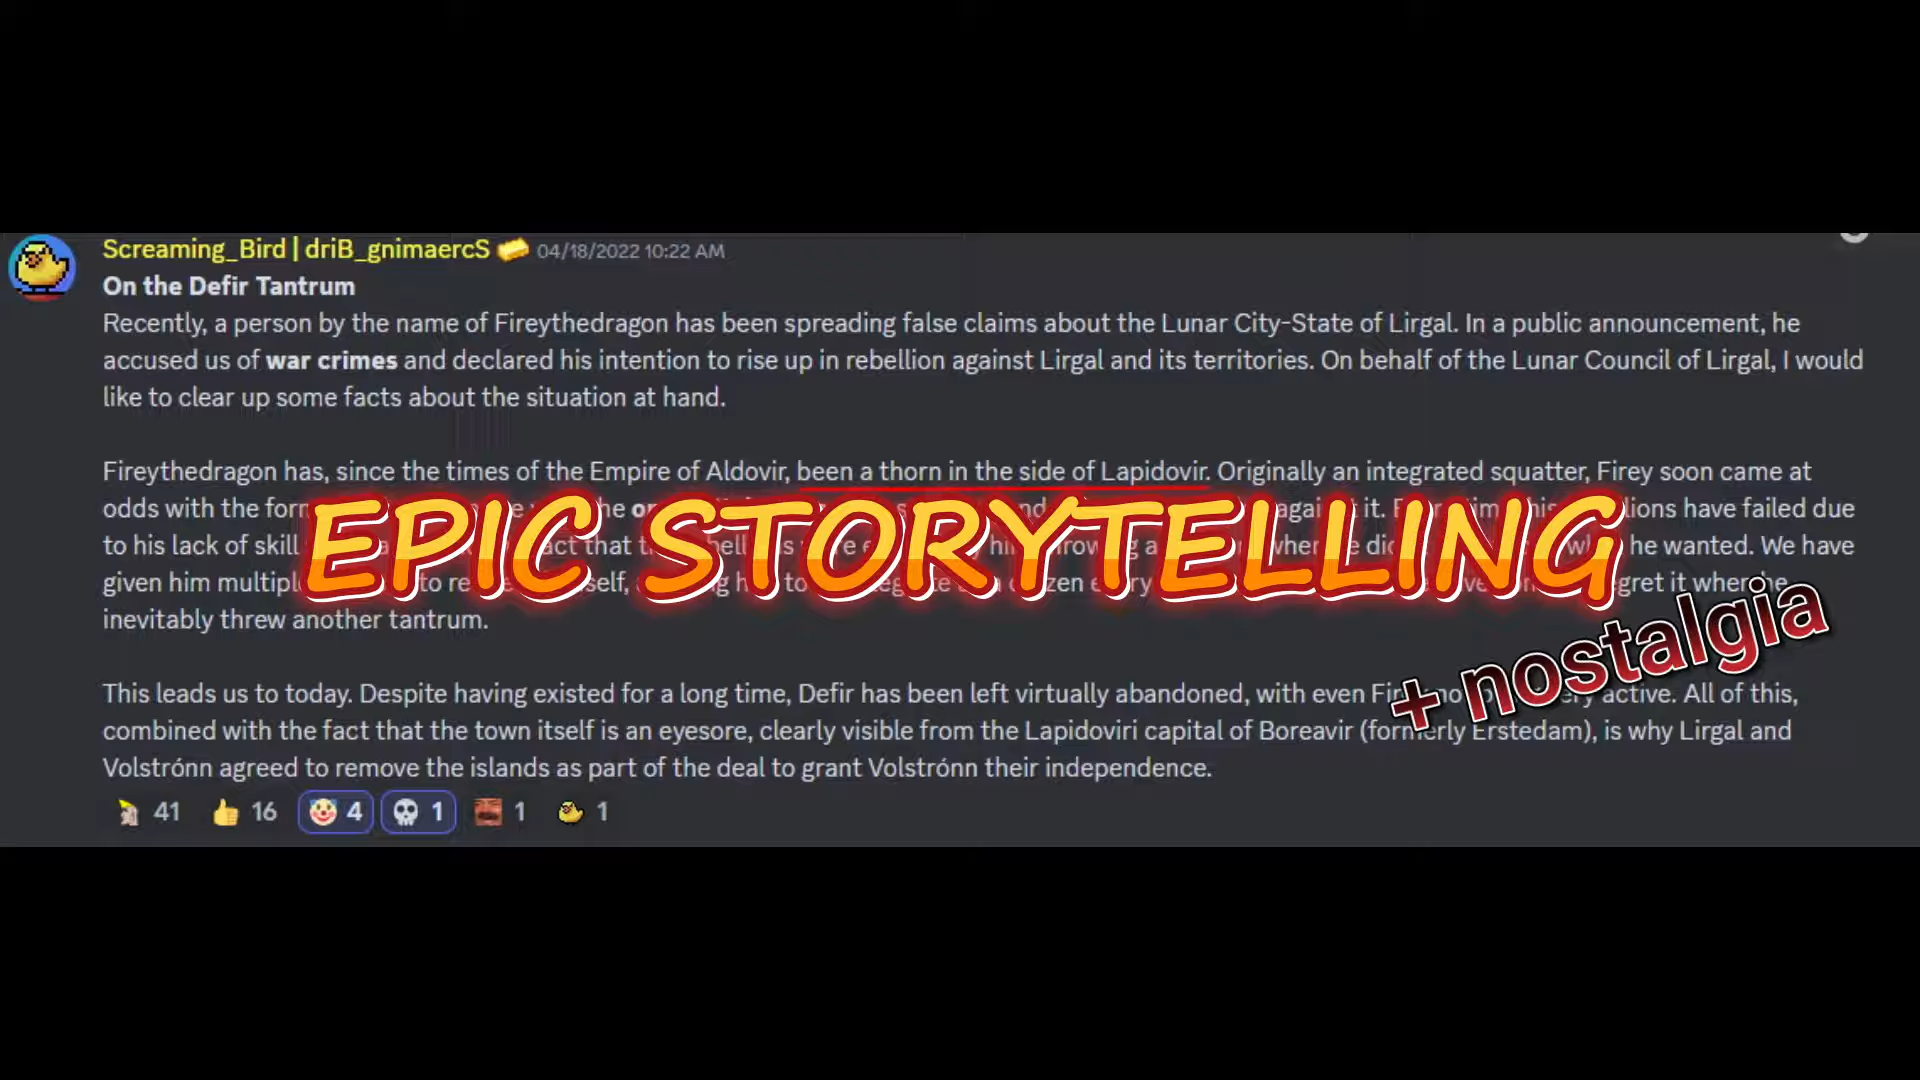 Screaming_Bird | driB_gnimaercS 04/18/2022 10:22 AM
On the Defir Tantrum
Recently, a person by the name of Fireythedragon has been spreading false claims about the Lunar City-State of Lirgal. In a public announcement, he
accused us of war crimes and declared his intention to rise up in rebellion against Lirgal and its territories. On behalf of the Lunar Council of Lirgal, I would
like to clear up some facts about the situation at hand.
Fireythedragon has, since the times of the Empire of Aldovir, been a thorn in the side of Lapidovir. Originally an integrated squatter, Firey soon came at
odds with the it. have failed due
to his lack of skill that he wanted. We have
given him to it when he
inevitably threw another tantrum.
EPIC STORYTELLING
+ nostalgia
This leads us to today. Despite having existed for a long time, Defir has been left virtually abandoned, with even active. All of this,
combined with the fact that the town itself is an eyesore, clearly visible from the Lapidoviri capital of Boreavir (formerly Erstedam), is why Lirgal and
Volstrónn agreed to remove the islands as part of the deal to grant Volstrónn their independence.
41 16 4 1 1 1